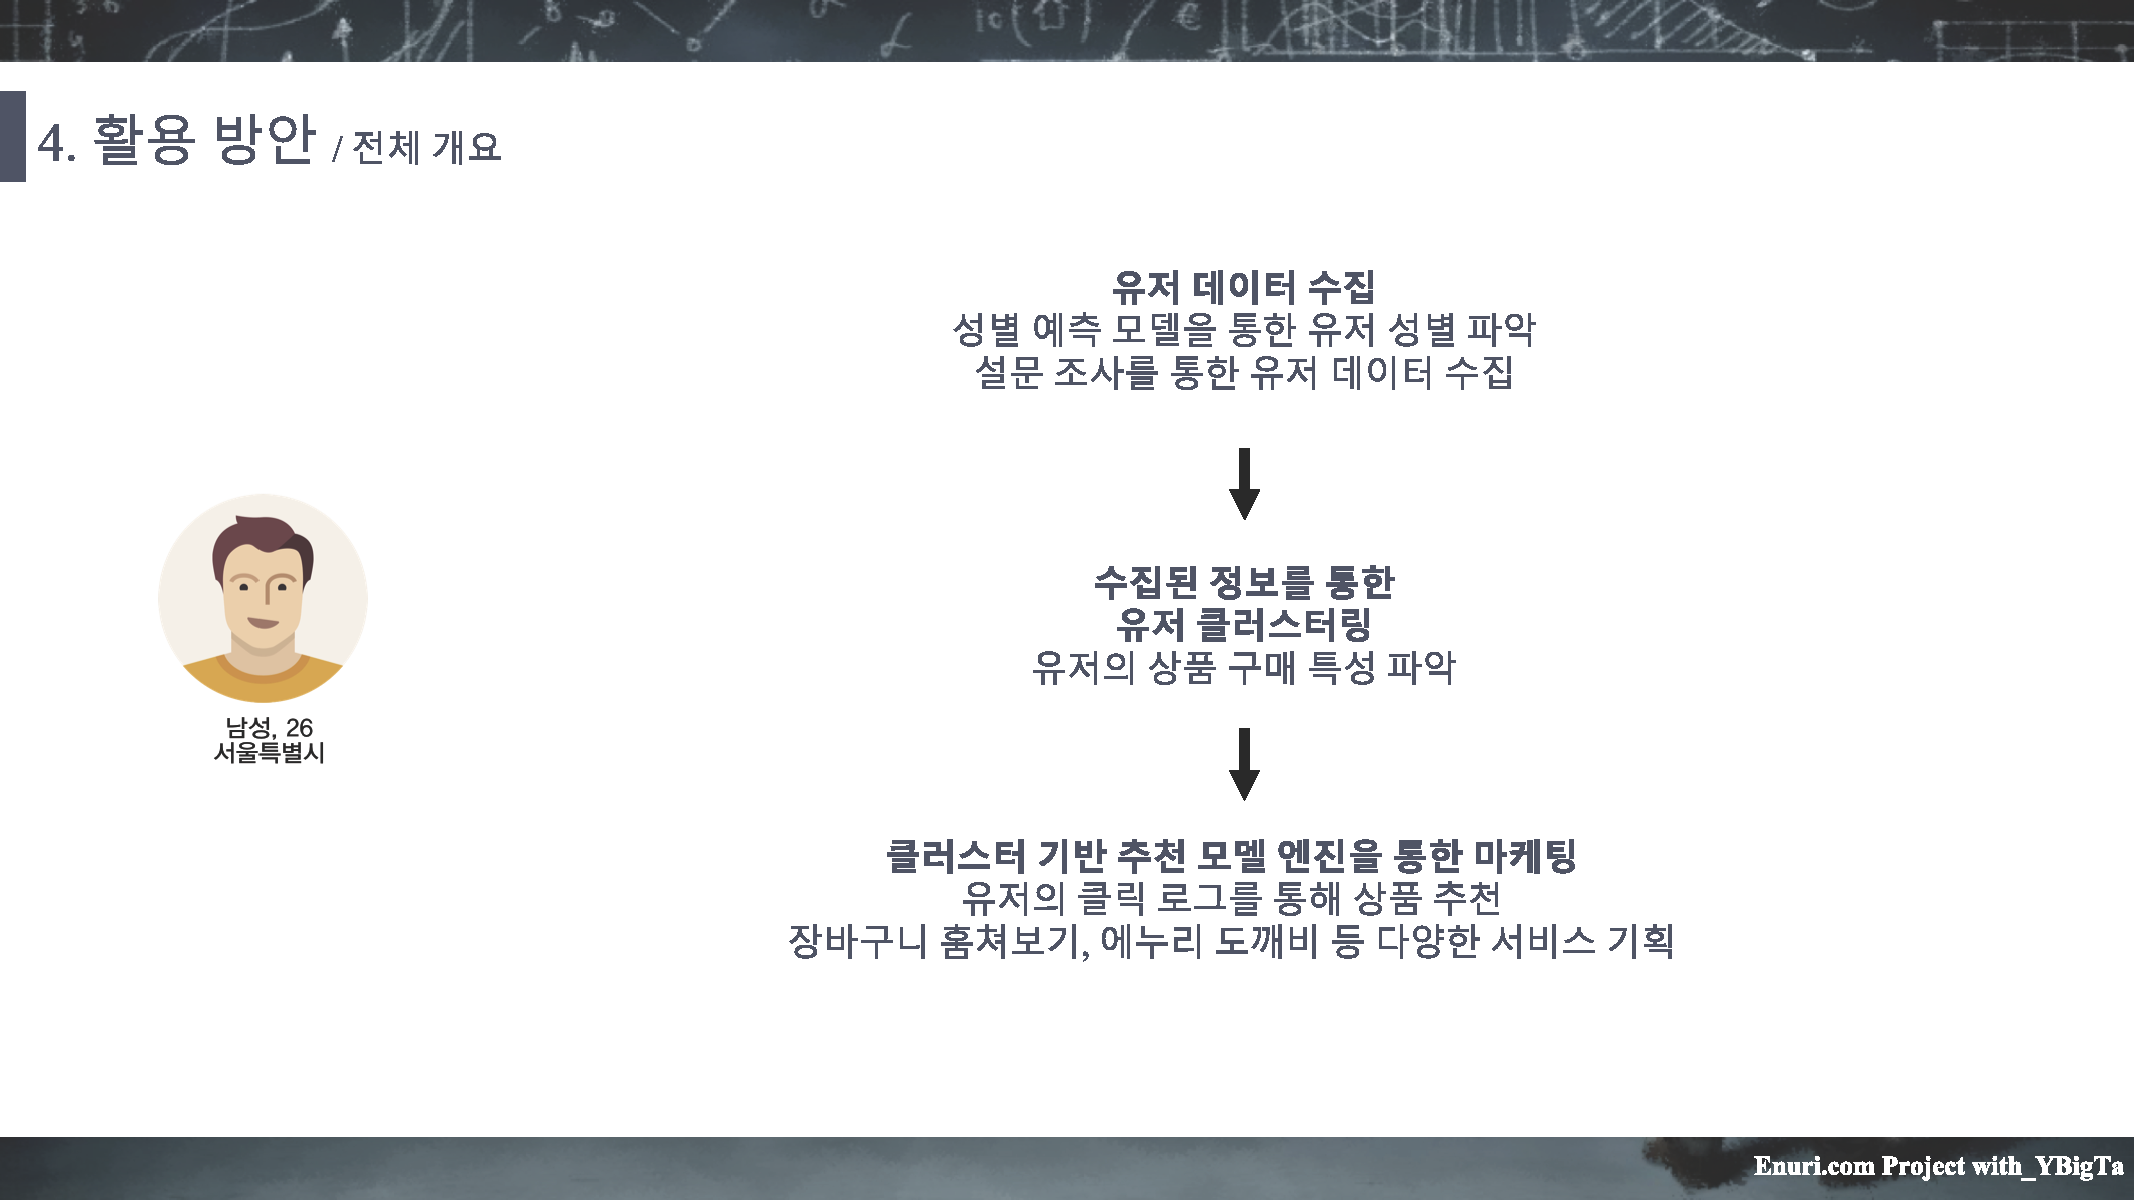 4. 활용 방안 / 전체 개요
유저 데이터 수집
성별 예측 모델을 통한 유저 성별 파악
설문 조사를 통한 유저 데이터 수집
수집된 정보를 통한
유저 클러스터링
유저의 상품 구매 특성 파악
남성, 26
서울특별시
클러스터 기반 추천 모델 엔진을 통한 마케팅
유저의 클릭 로그를 통해 상품 추천
장바구니 훔쳐보기, 에누리 도깨비 등 다양한 서비스 기획
Enuri.com Project with_YBigTa